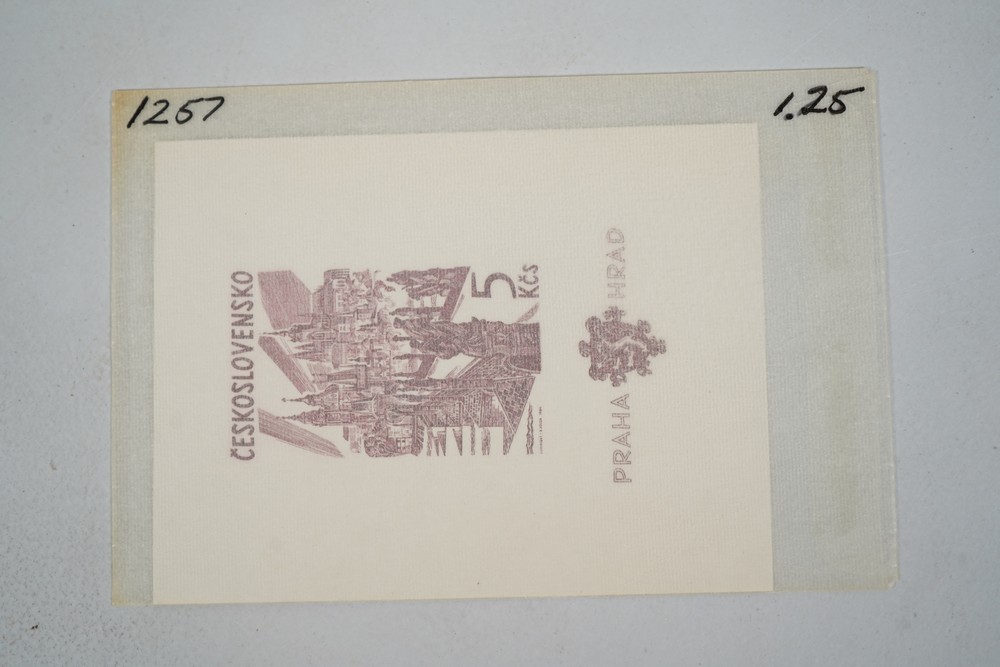 1257
1.25
ČESKOSLOVENSKO
5
Kčs
PRAHA HRAD